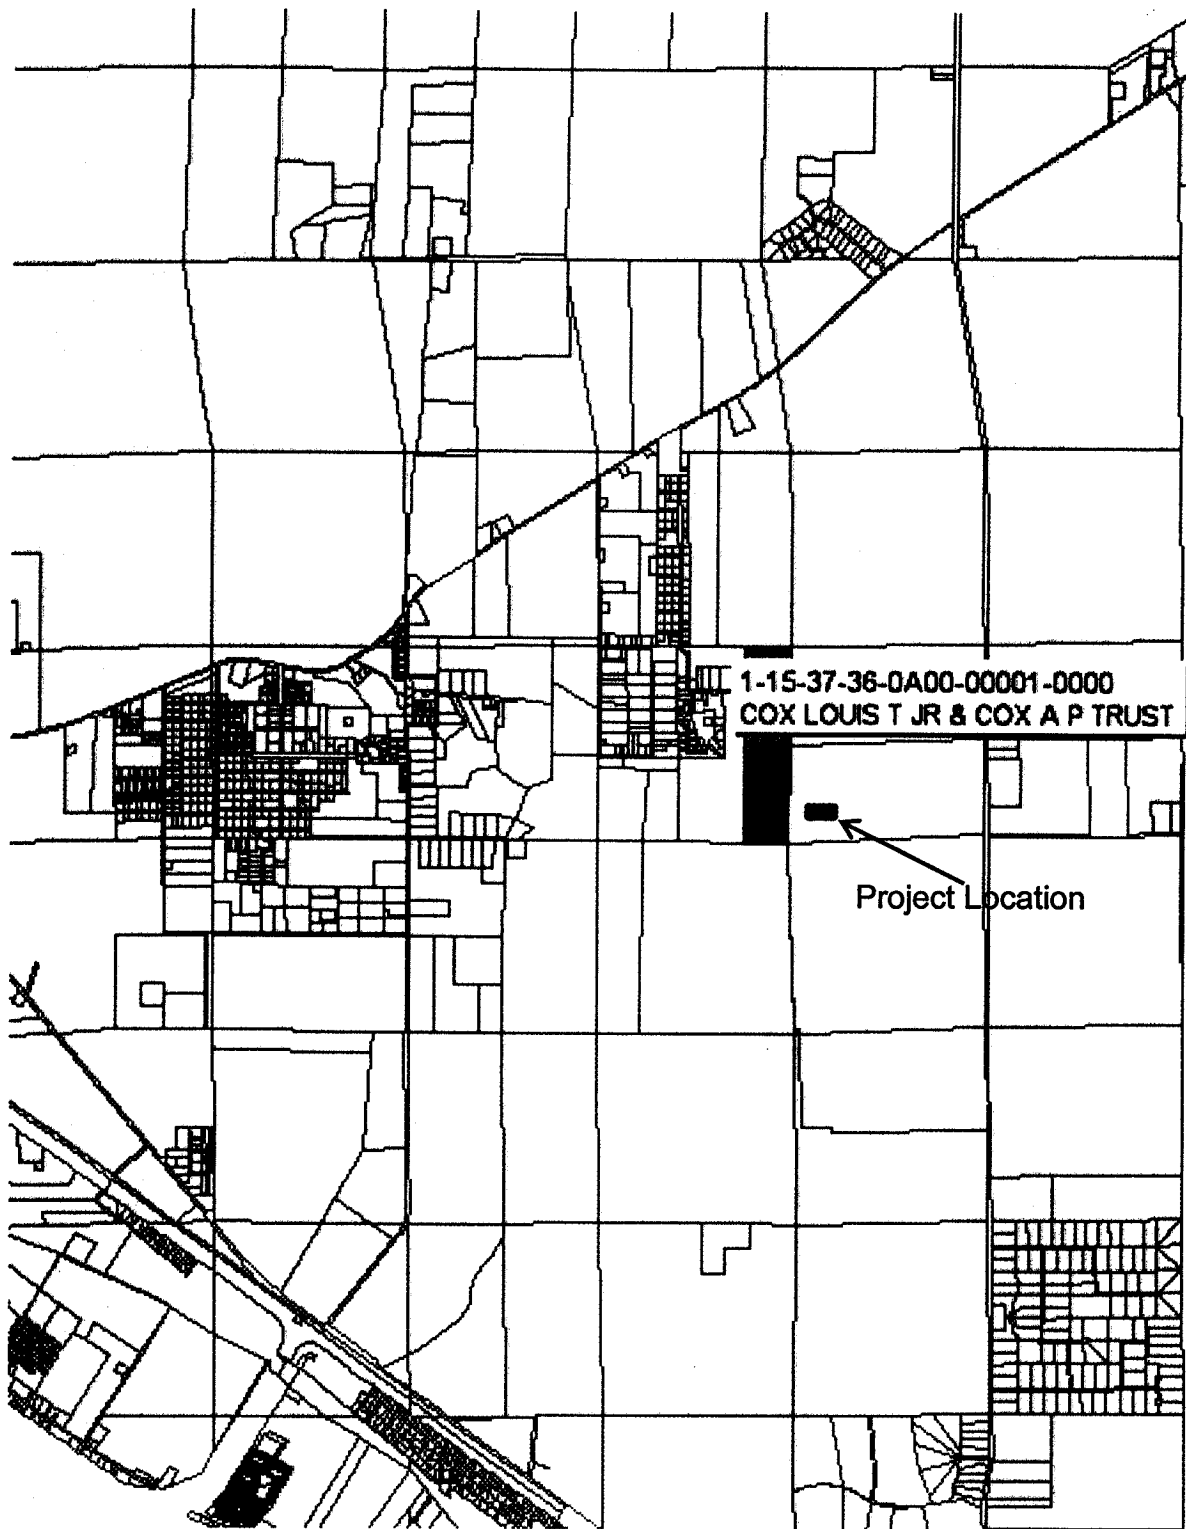 1-15-37-36-0A00-00001-0000
COX LOUIS T JR & COX A P TRUST
Project Location